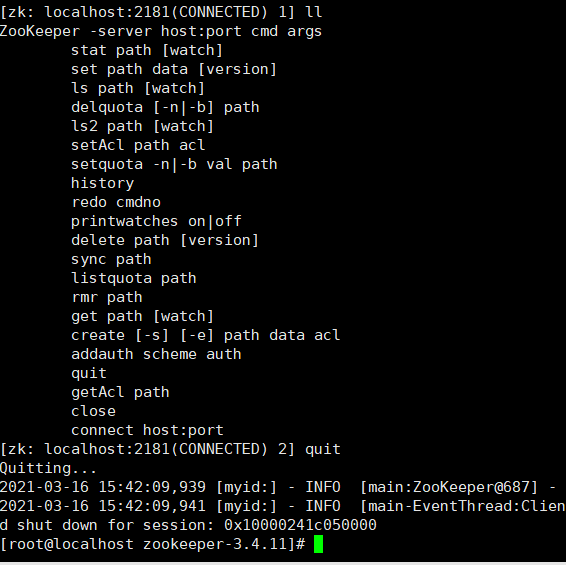 [zk: localhost:2181(CONNECTED) 1] ll
ZooKeeper -server host:port cmd args
stat path [watch]
set path data [version]
ls path [watch]
delquota [-n|-b] path
ls2 path [watch]
setAcl path acl
setquota -n|-b val path
history
redo cmdno
printwatches on|off
delete path [version]
sync path
listquota path
rmr path
get path [watch]
create [-s] [-e] path data acl
addauth scheme auth
quit
getAcl path
close
connect host:port
[zk: localhost:2181(CONNECTED) 2] quit
Quitting...
2021-03-16 15:42:09,939 [myid:] - INFO  [main:ZooKeeper@687] -
2021-03-16 15:42:09,941 [myid:] - INFO  [main-EventThread:Clien
d shut down for session: 0x10000241c050000
[root@localhost zookeeper-3.4.11]#